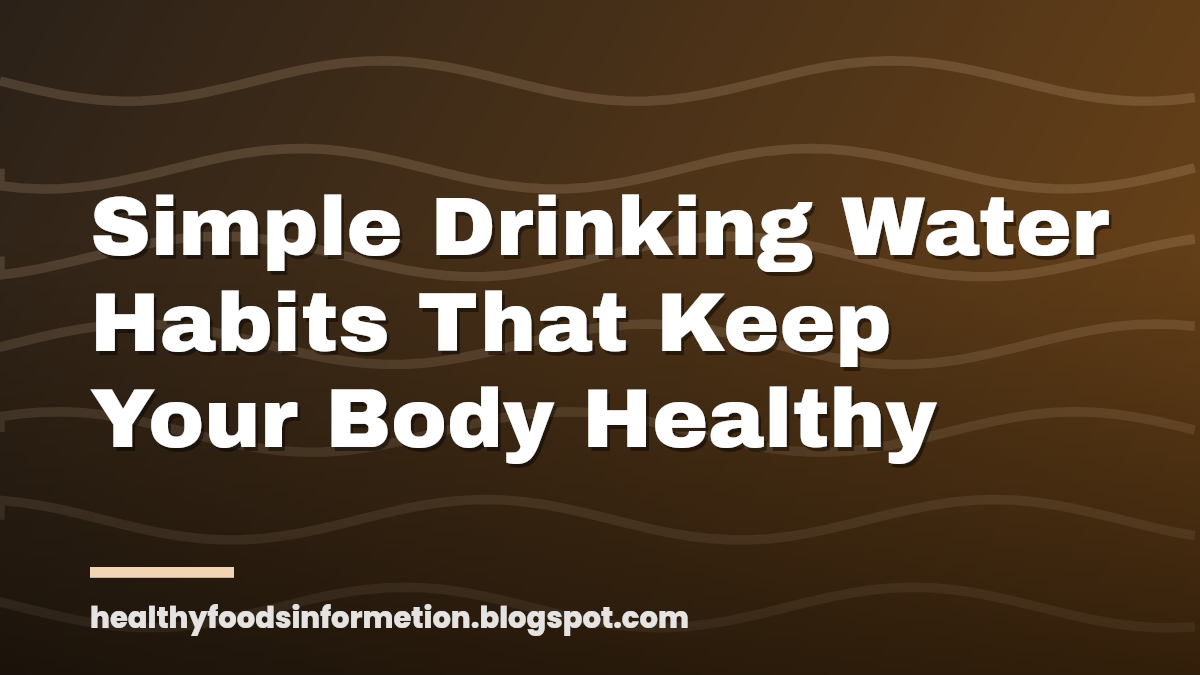 Simple Drinking Water
Habits That Keep
Your Body Healthy
healthyfoodsinformetion.blogspot.com